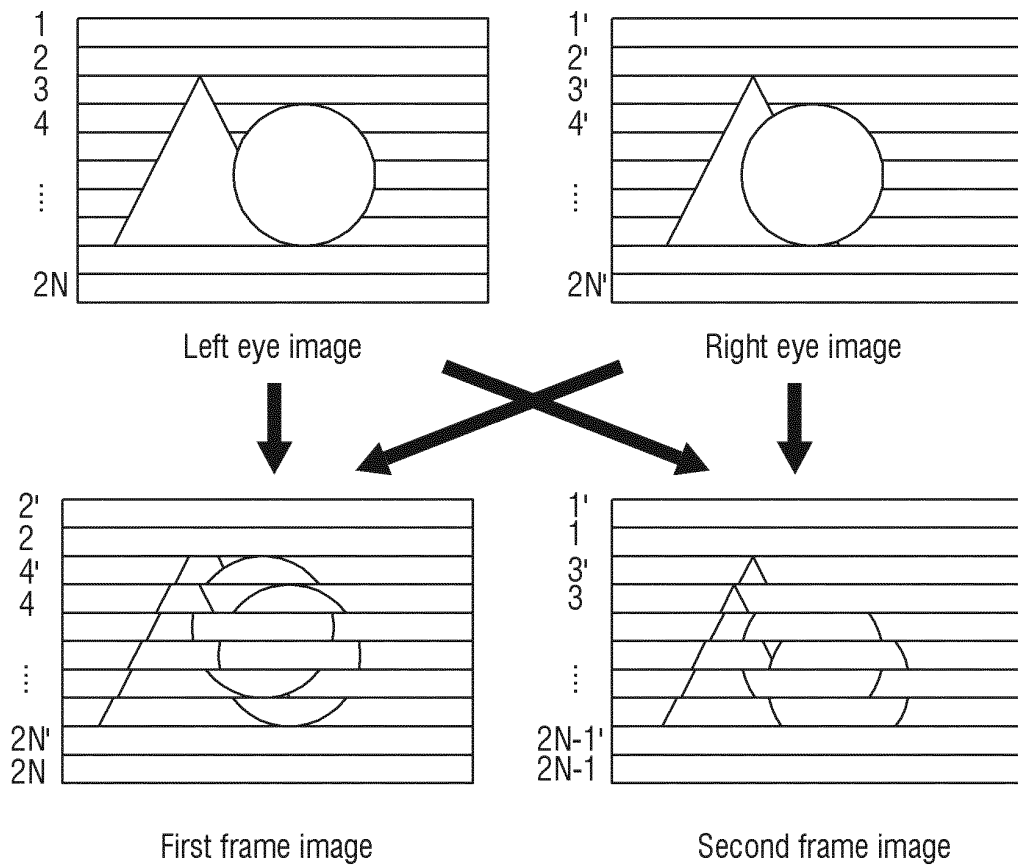 1
2
3
4
...
2N
1'
2'
3'
4'
...
2N'
Left eye image
Right eye image
2'
2
4'
4
...
2N'
2N
1'
1
3'
3
...
2N-1'
2N-1
First frame image
Second frame image